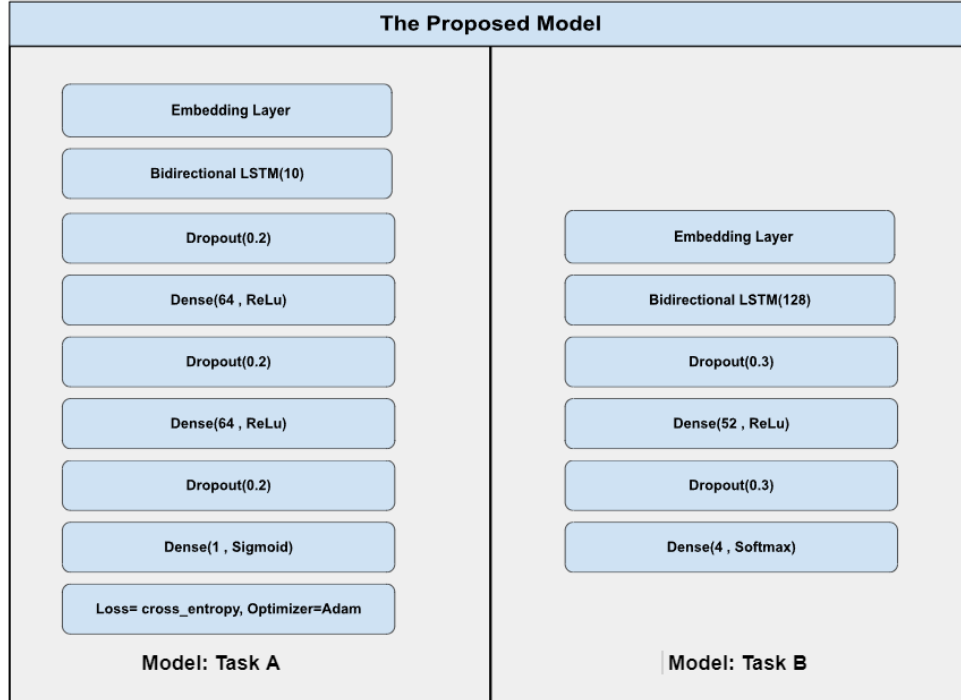 The Proposed Model
Embedding Layer
Bidirectional LSTM(10)
Dropout(0.2)
Dense(64 , ReLu)
Dropout(0.2)
Dense(64 , ReLu)
Dropout(0.2)
Dense(1 , Sigmoid)
Loss= cross_entropy, Optimizer=Adam
Model: Task A
Embedding Layer
Bidirectional LSTM(128)
Dropout(0.3)
Dense(52 , ReLu)
Dropout(0.3)
Dense(4 , Softmax)
Model: Task B